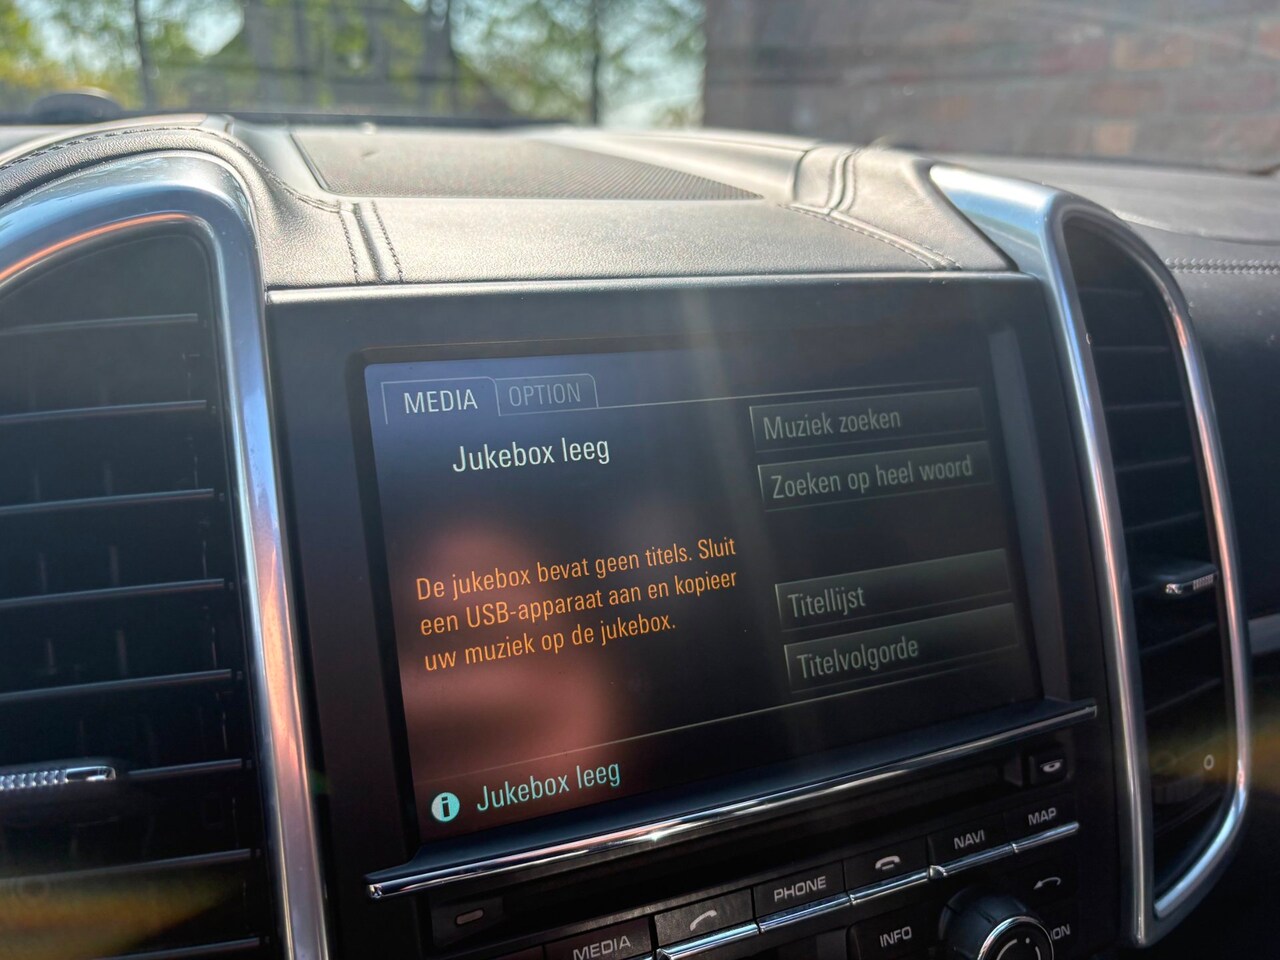 MEDIA
OPTION
Jukebox leeg
Muziek zoeken
Zoeken op heel woord
De jukebox bevat geen titels. Sluit
een USB-apparaat aan en kopieer
uw muziek op de jukebox.
Titellijst
Titelvolgorde
Jukebox leeg
0
MEDIA
PHONE
NAVI
MAP
INFO